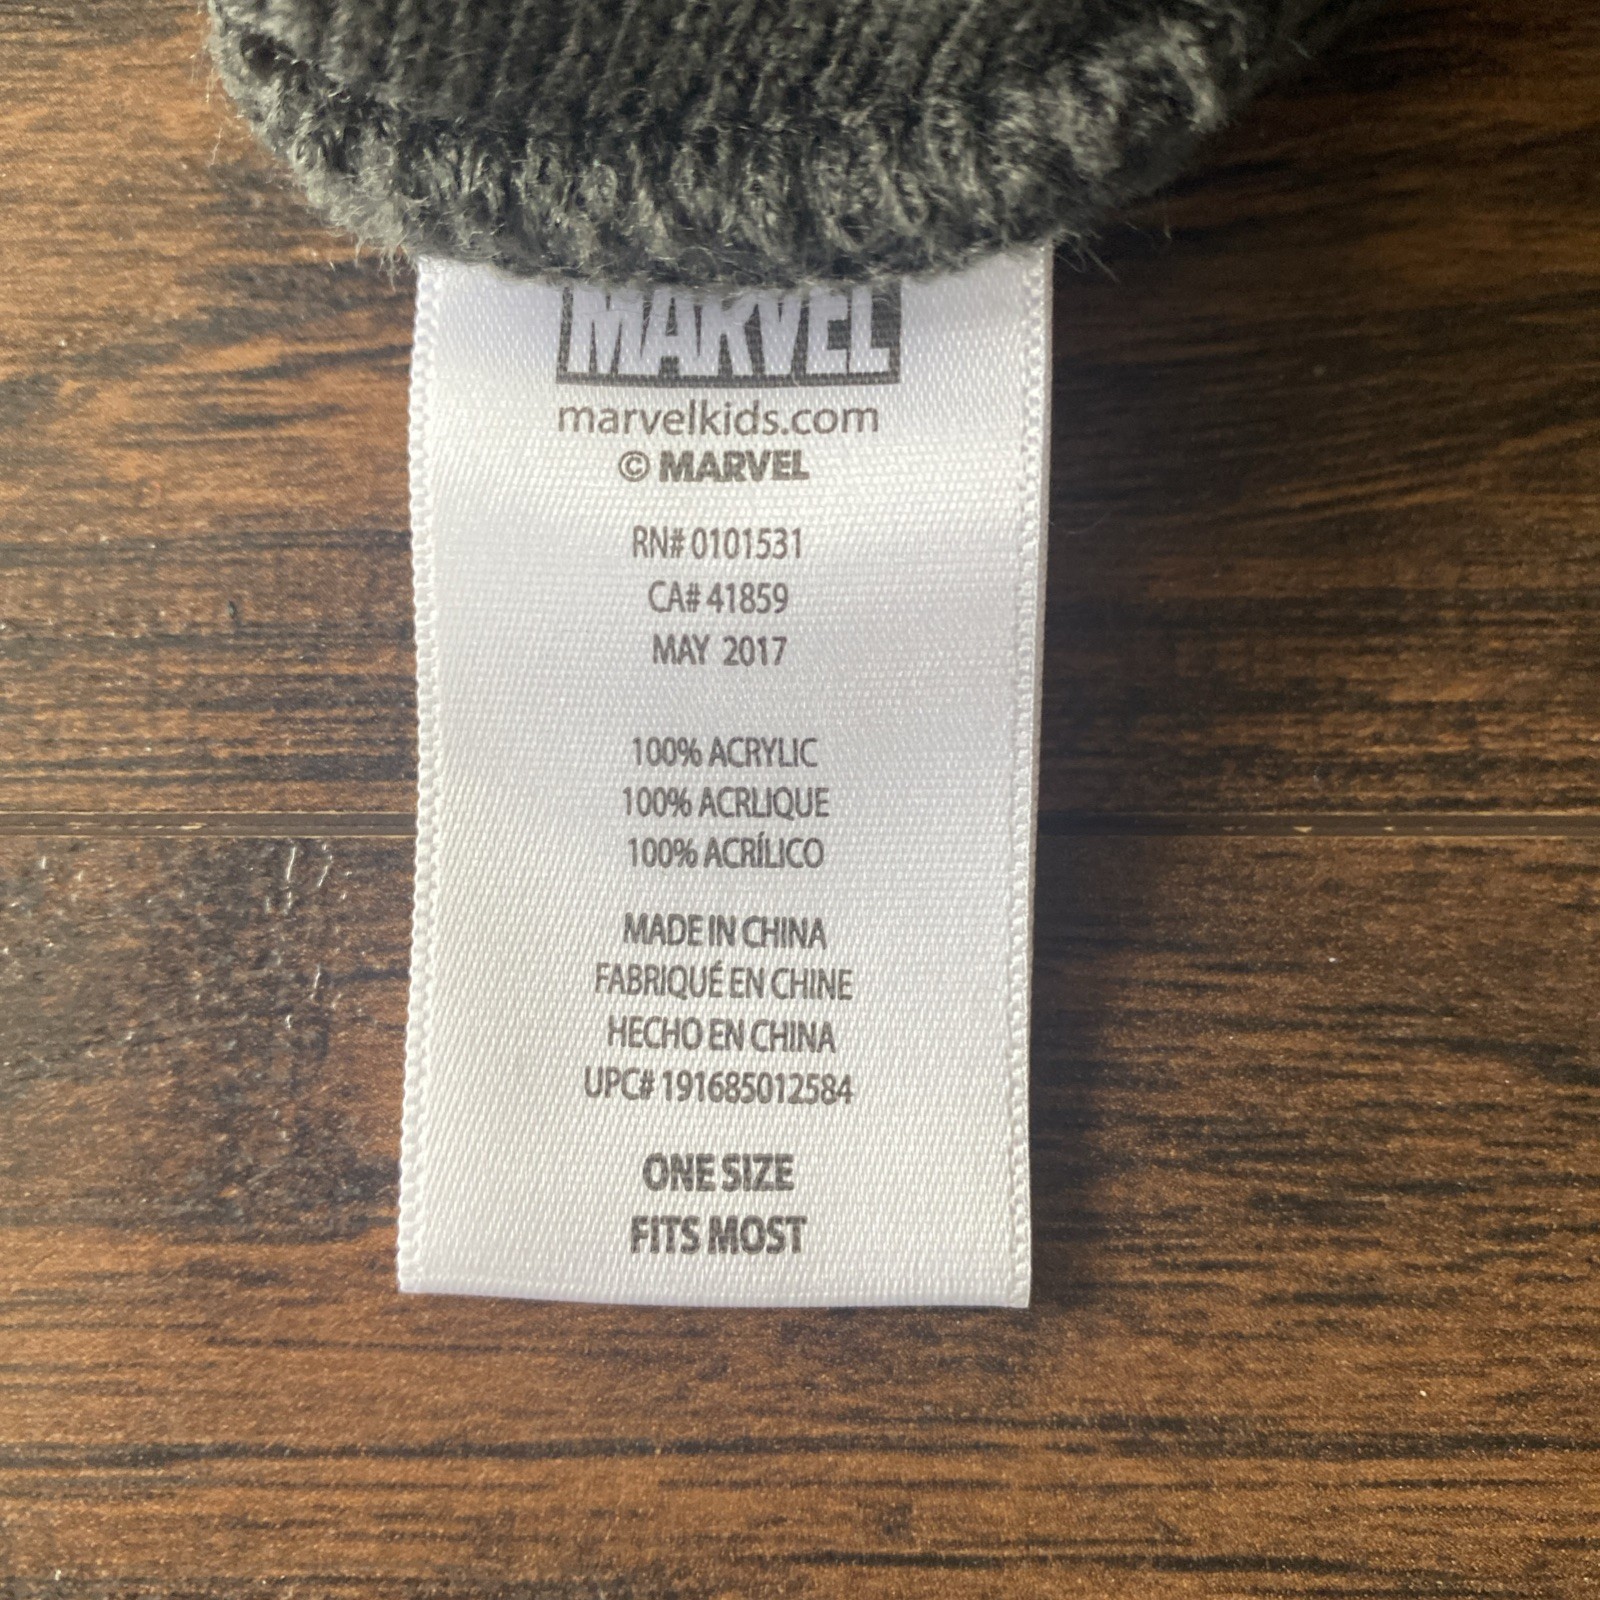 MARVEL
marvelkids.com
© MARVEL
RN# 0101531
CA# 41859
MAY 2017
100% ACRYLIC
100% ACRLIQUE
100% ACRÍLICO
MADE IN CHINA
FABRIQUÉ EN CHINE
HECHO EN CHINA
UPC# 191685012584
ONE SIZE
FITS MOST